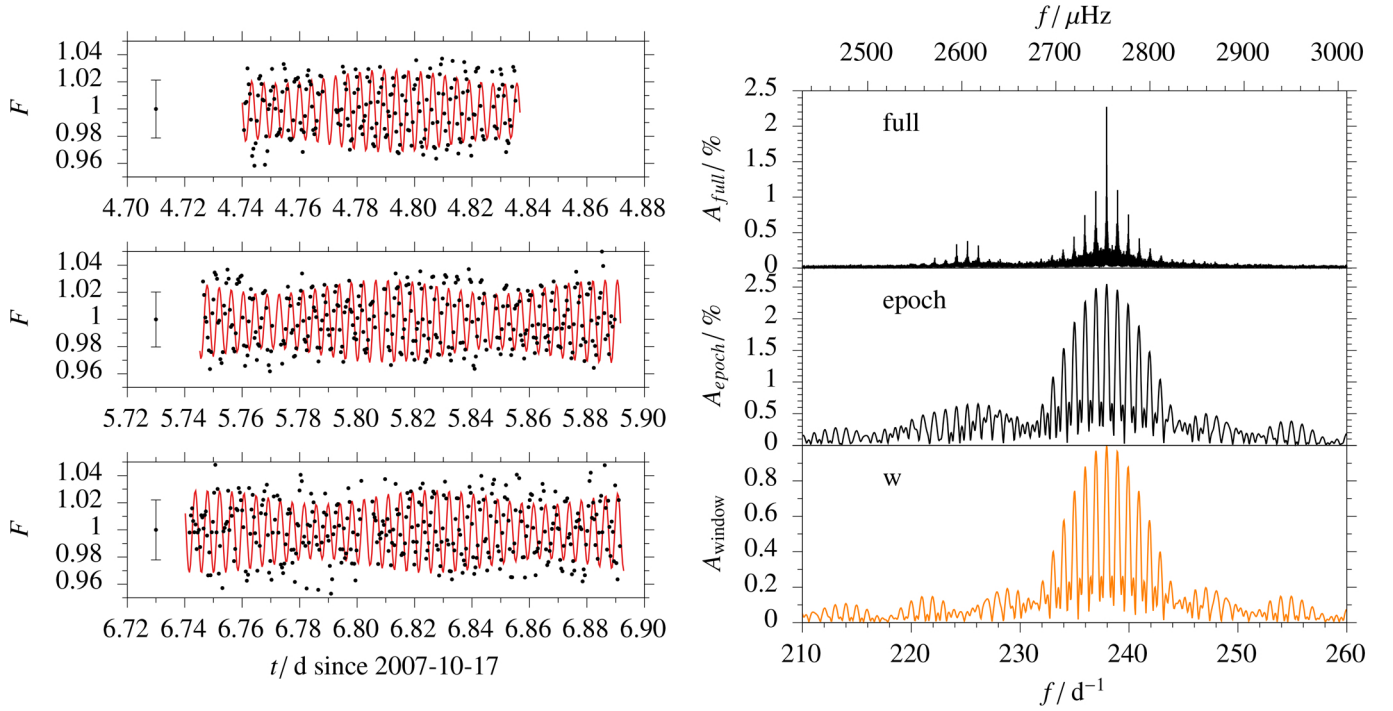 F
1.04
1.02
1
0.98
0.96
4.70 4.72 4.74 4.76 4.78 4.80 4.82 4.84 4.86 4.88
F
1.04
1.02
1
0.98
0.96
5.72 5.74 5.76 5.78 5.80 5.82 5.84 5.86 5.88 5.90
F
1.04
1.02
1
0.98
0.96
6.72 6.74 6.76 6.78 6.80 6.82 6.84 6.86 6.88 6.90
t/ d since 2007-10-17
f/ μHz
2500 2600 2700 2800 2900 3000
A_full/ %
2.5
2
1.5
1
0.5
0
full
A_epoch/ %
2.5
2
1.5
1
0.5
0
epoch
A_window
0.8
0.6
0.4
0.2
0
w
210 220 230 240 250 260
f/ d⁻¹